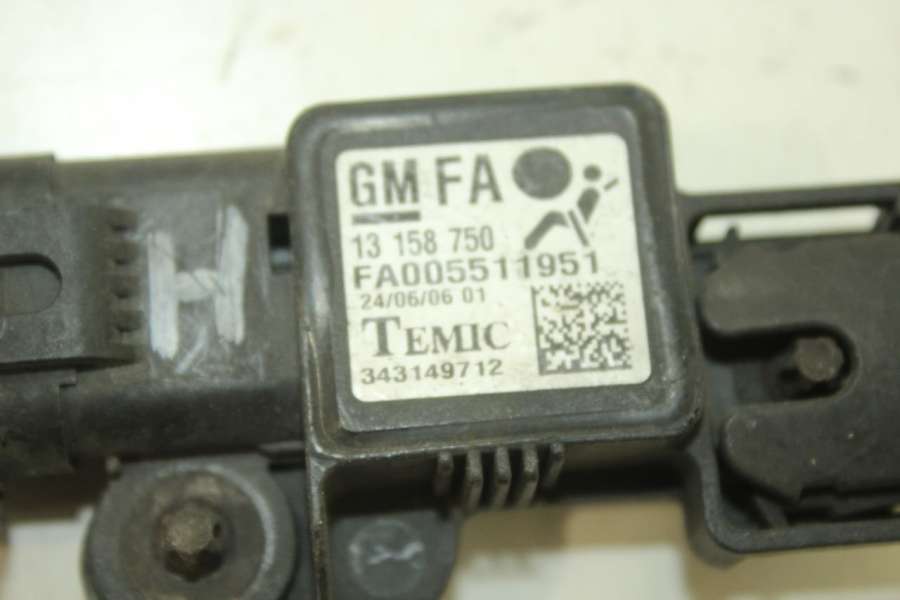 H
GM FA
13 158 750
FA005511951
24/06/06 01
TEMIC
343149712